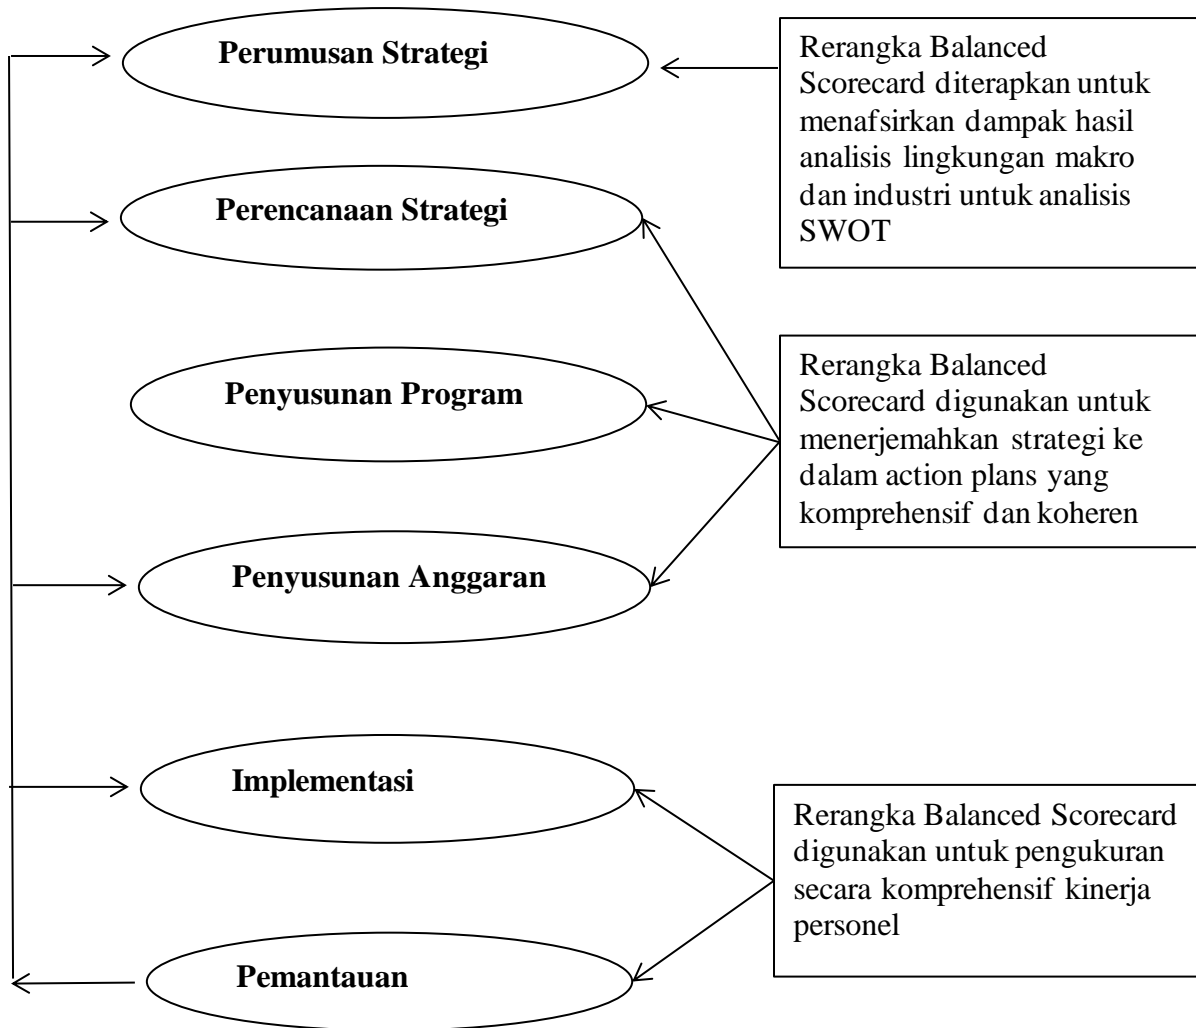 Perumusan Strategi
Rerangka Balanced
Scorecard diterapkan untuk
menafsirkan dampak hasil
analisis lingkungan makro
dan industri untuk analisis
SWOT
Perencanaan Strategi
Penyusunan Program
Rerangka Balanced
Scorecard digunakan untuk
menerjemahkan strategi ke
dalam action plans yang
komprehensif dan koheren
Penyusunan Anggaran
Implementasi
Rerangka Balanced Scorecard
digunakan untuk pengukuran
secara komprehensif kinerja
personel
Pemantauan